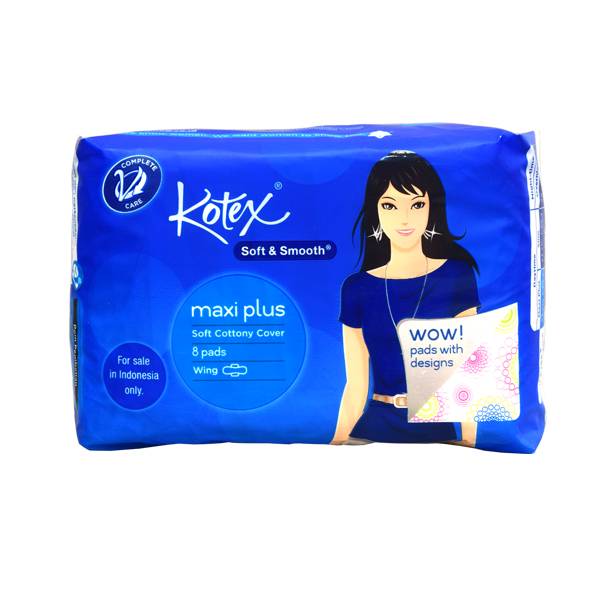 COMPLETE
CARE
Kotex®
Soft & Smooth®
maxi plus
Soft Cottony Cover
8 pads
Wing
For sale
in Indonesia
only.
WOW!
pads with
designs